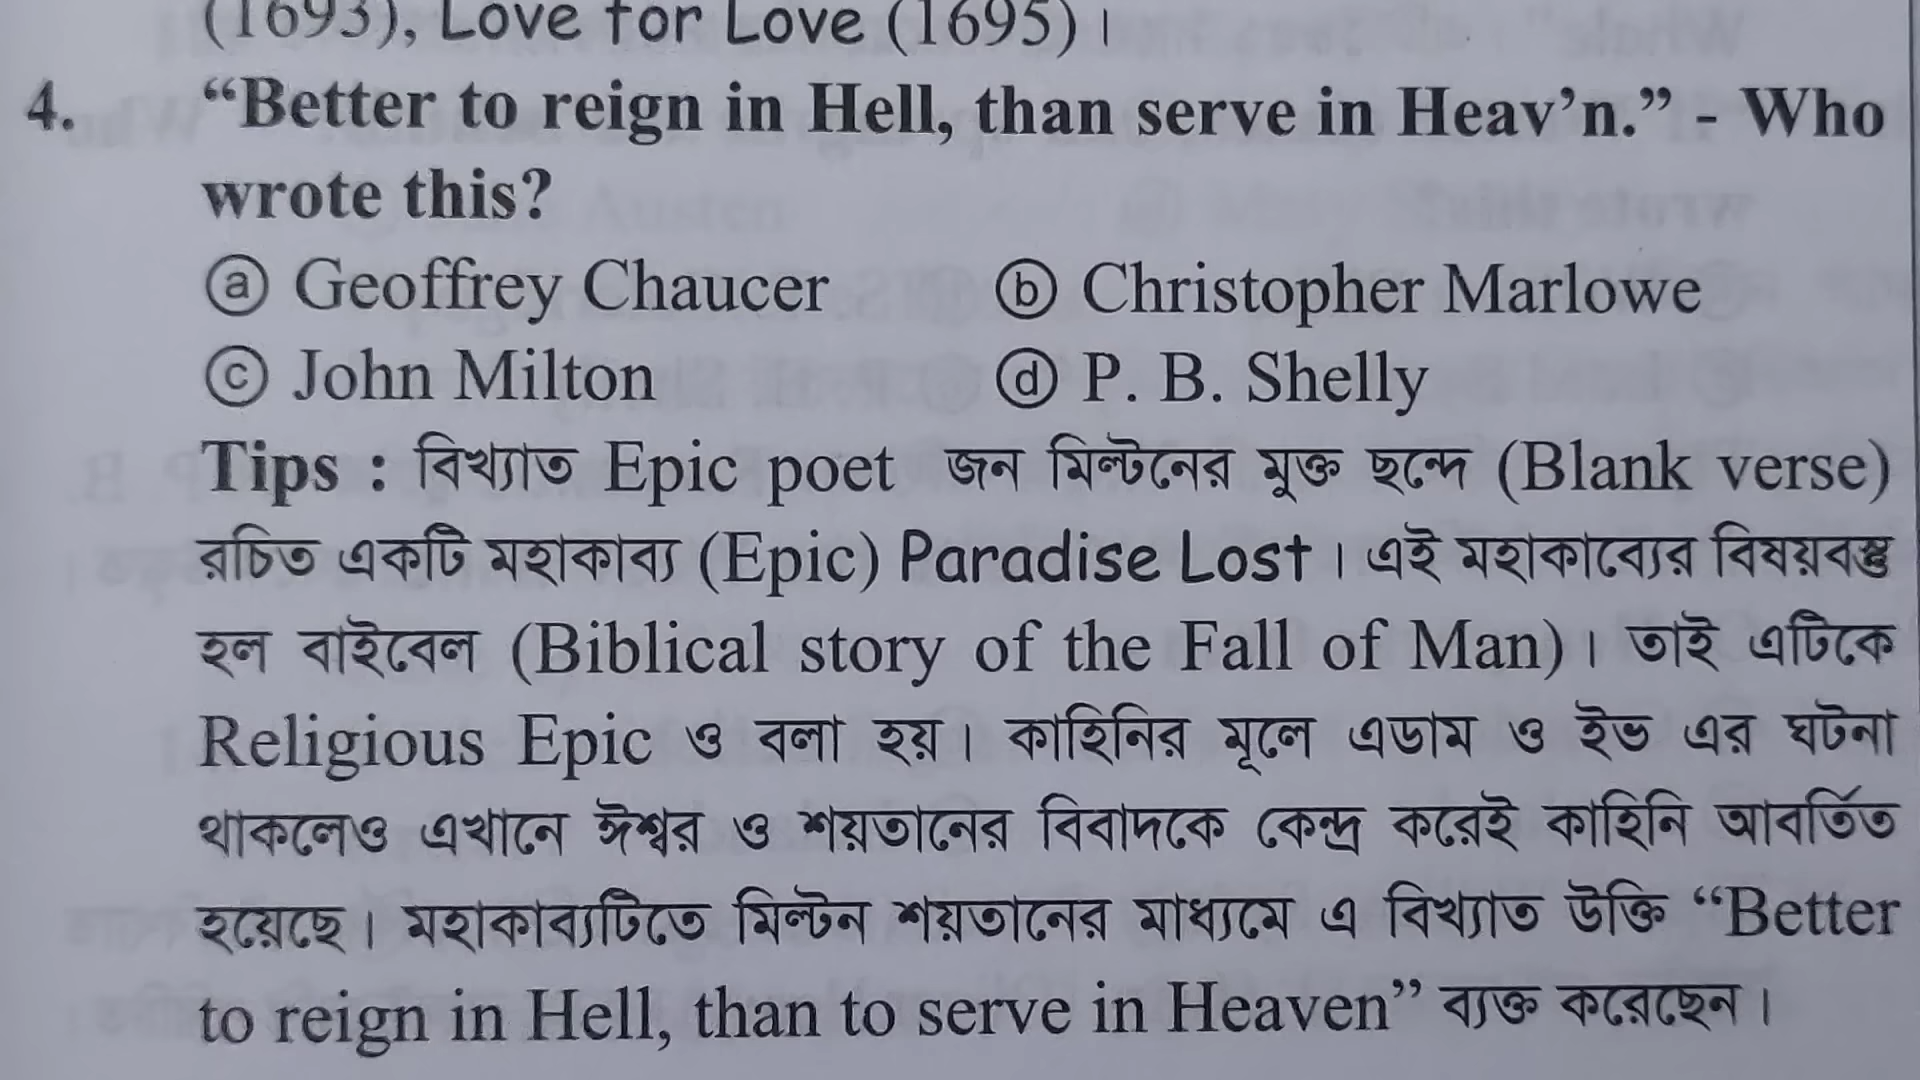 (1693), Love for Love (1695)।
4. “Better to reign in Hell, than serve in Heav’n.” - Who
wrote this?
ⓐ Geoffrey Chaucer ⓑ Christopher Marlowe
ⓒ John Milton ⓓ P. B. Shelly
Tips : বিখ্যাত Epic poet জন মিল্টনের মুক্ত ছন্দে (Blank verse)
রচিত একটি মহাকাব্য (Epic) Paradise Lost। এই মহাকাব্যের বিষয়বস্তু
হল বাইবেল (Biblical story of the Fall of Man)। তাই এটিকে
Religious Epic ও বলা হয়। কাহিনির মূলে এডাম ও ইভ এর ঘটনা
থাকলেও এখানে ঈশ্বর ও শয়তানের বিবাদকে কেন্দ্র করেই কাহিনি আবর্তিত
হয়েছে। মহাকাব্যটিতে মিল্টন শয়তানের মাধ্যমে এ বিখ্যাত উক্তি “Better
to reign in Hell, than to serve in Heaven” ব্যক্ত করেছেন।